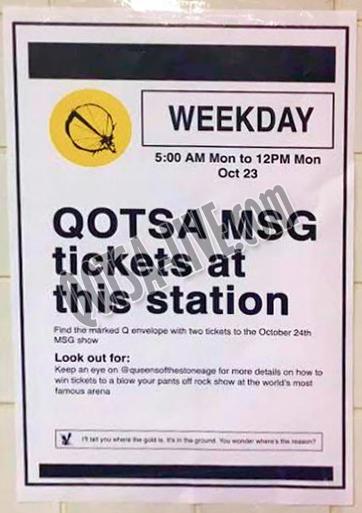 WEEKDAY
5:00 AM Mon to 12PM Mon
Oct 23
QOTSA MSG
tickets at
this station
QOTSA-LIVE.com
Find the marked Q envelope with two tickets to the October 24th
MSG show
Look out for:
Keep an eye on @queensofthestoneage for more details on how to
win tickets to a blow your pants off rock show at the world's most
famous arena
I'll tell you where the gold is, it's in the ground. You wonder where's the reason?